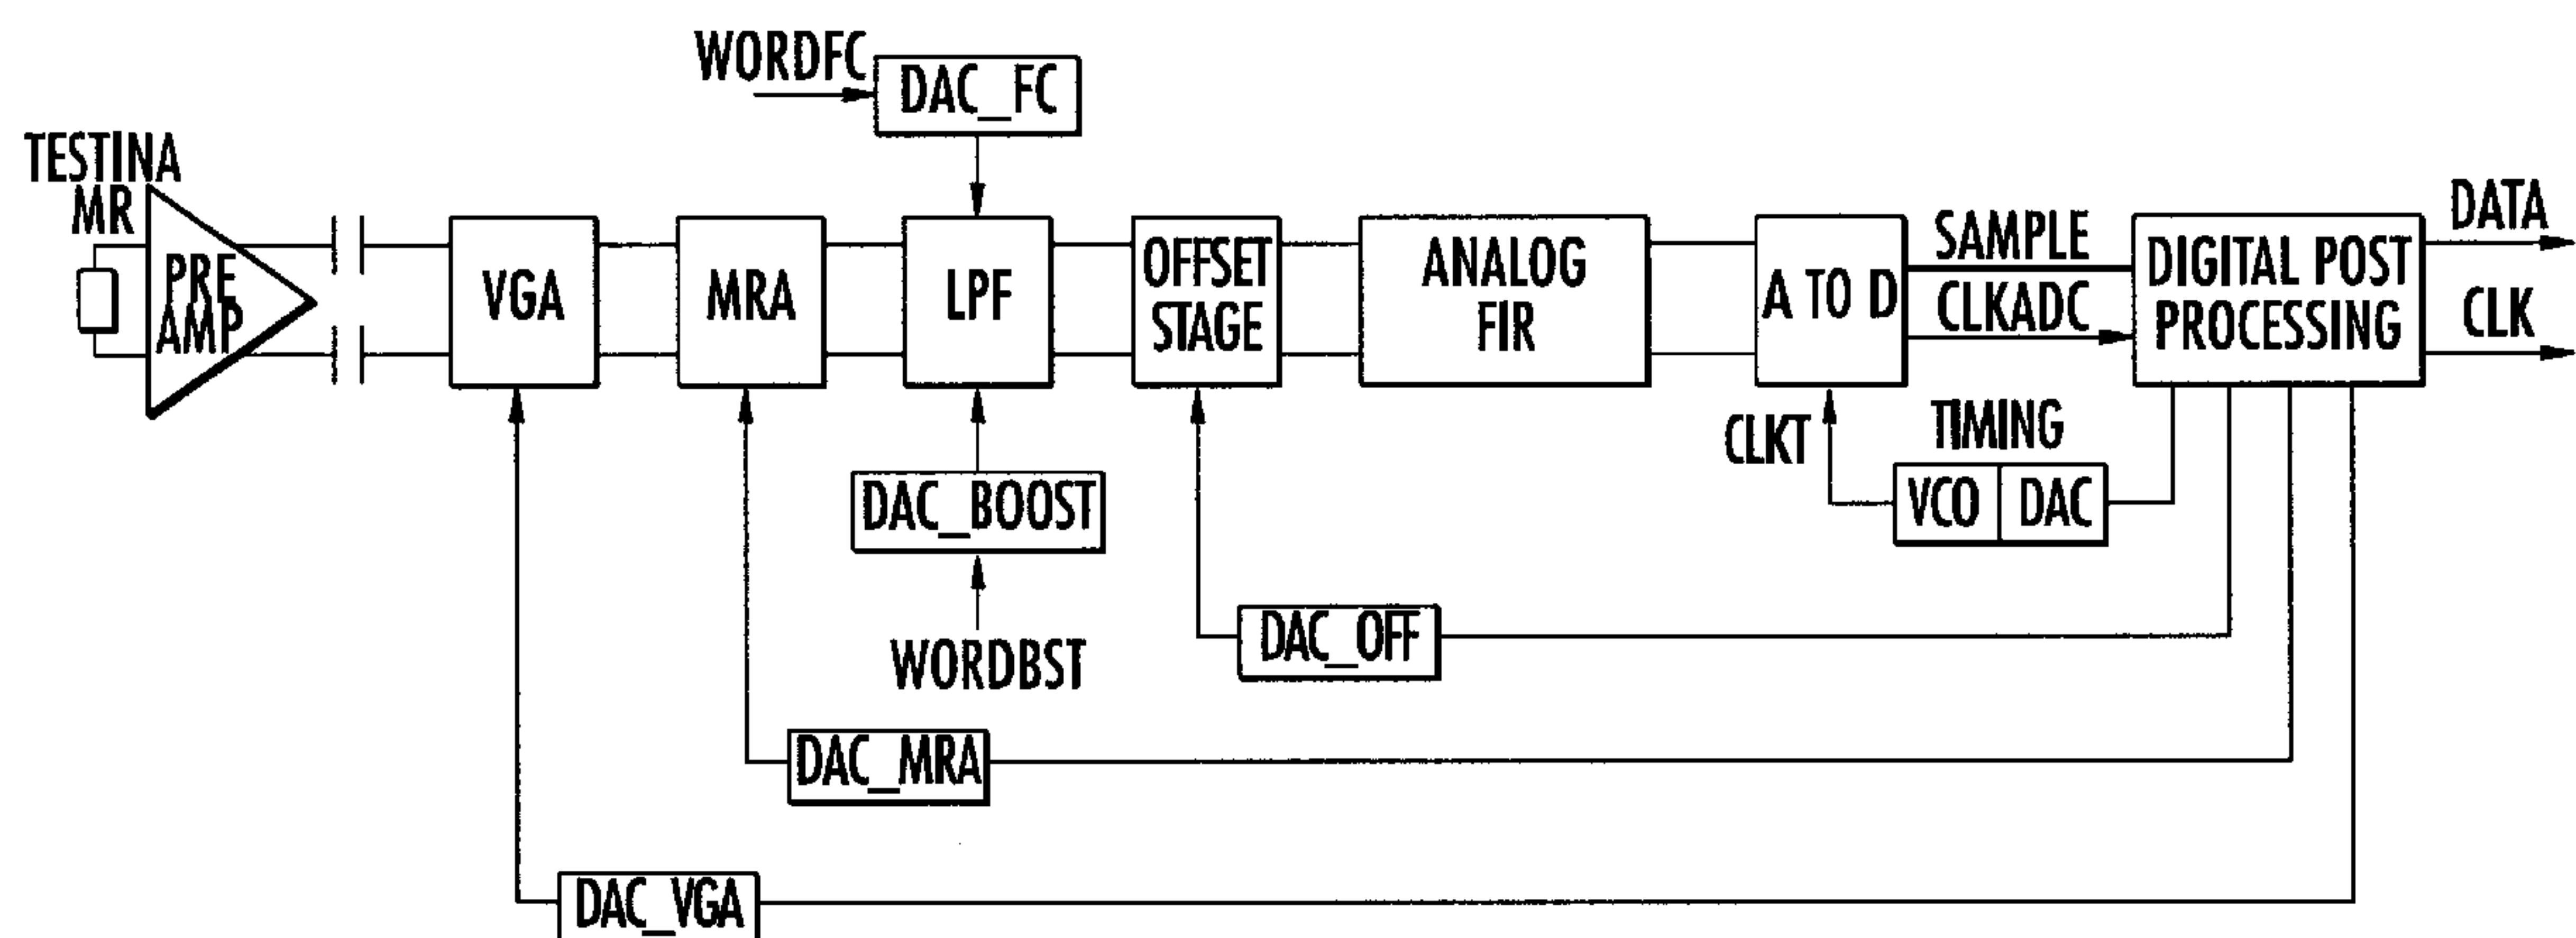 WORDFC
DAC_FC
TESTINA
MR
PRE
AMP
VGA
MRA
LPF
OFFSET
STAGE
ANALOG
FIR
A TO D
SAMPLE
CLKADC
DIGITAL POST
PROCESSING
DATA
CLK
CLKT
TIMING
VCO
DAC
DAC_BOOST
WORDBST
DAC_OFF
DAC_MRA
DAC_VGA